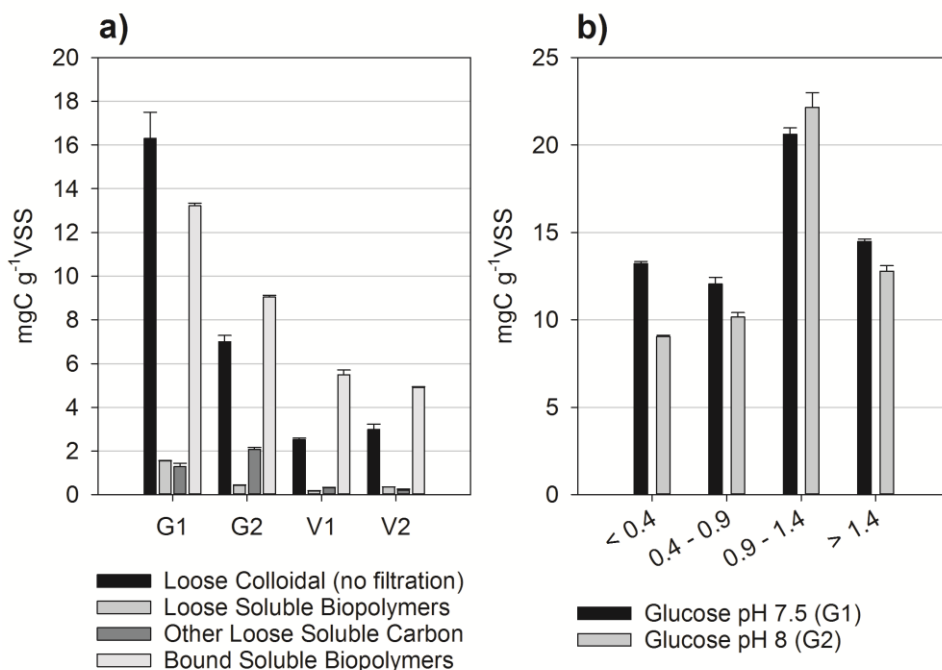 a)
20
18
16
14
12
10
8
6
4
2
0
mgC g⁻¹VSS
G1 G2 V1 V2
Loose Colloidal (no filtration)
Loose Soluble Biopolymers
Other Loose Soluble Carbon
Bound Soluble Biopolymers
b)
25
20
15
10
5
0
mgC g⁻¹VSS
< 0.4 0.4 - 0.9 0.9 - 1.4 > 1.4
Glucose pH 7.5 (G1)
Glucose pH 8 (G2)